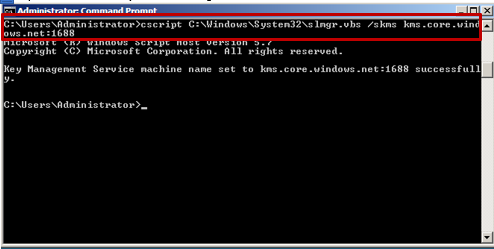 Administrator: Command Prompt
C:\Users\Administrator>cscript C:\Windows\System32\slmgr.vbs /skms kms.core.wind
ows.net:1688
Microsoft (R) Windows Script Host Version 5.7
Copyright (C) Microsoft Corporation. All rights reserved.
Key Management Service machine name set to kms.core.windows.net:1688 successfull
y.
C:\Users\Administrator>_